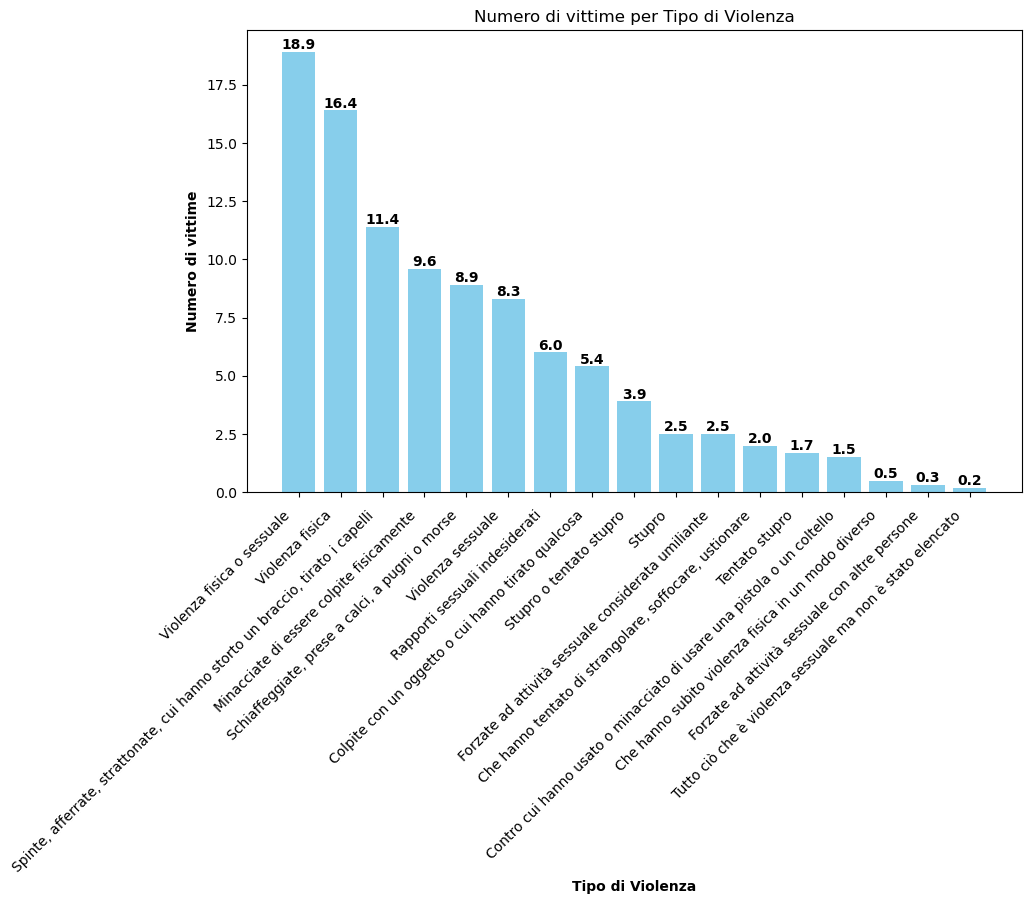 Numero di vittime per Tipo di Violenza
Numero di vittime
17.5
15.0
12.5
10.0
7.5
5.0
2.5
0.0
18.9
16.4
11.4
9.6
8.9
8.3
6.0
5.4
3.9
2.5
2.5
2.0
1.7
1.5
0.5
0.3
0.2
Violenza fisica o sessuale
Violenza fisica
Spinte, afferrate, strattonate, cui hanno storto un braccio, tirato i capelli
Minacciate di essere colpite fisicamente
Schiaffeggiate, prese a calci, a pugni o morse
Violenza sessuale
Rapporti sessuali indesiderati
Colpite con un oggetto o cui hanno tirato qualcosa
Stupro o tentato stupro
Stupro
Forzate ad attività sessuale considerata umiliante
Che hanno tentato di strangolare, soffocare, ustionare
Tentato stupro
Contro cui hanno usato o minacciato di usare una pistola o un coltello
Che hanno subito violenza fisica in un modo diverso
Forzate ad attività sessuale con altre persone
Tutto ciò che è violenza sessuale ma non è stato elencato
Tipo di Violenza